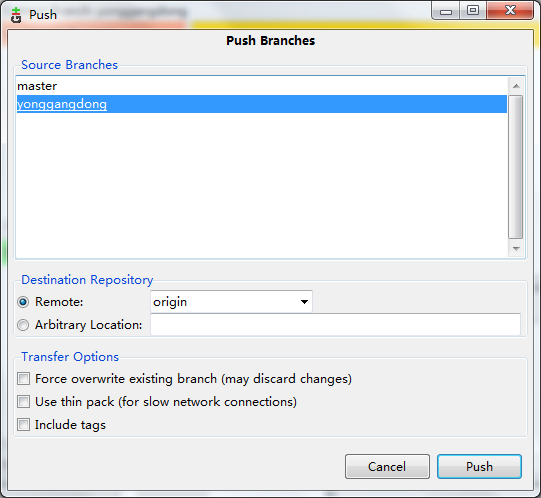 Push
Push Branches
Source Branches
master
yonggangdong
Destination Repository
Remote:
origin
Arbitrary Location:
Transfer Options
Force overwrite existing branch (may discard changes)
Use thin pack (for slow network connections)
Include tags
Cancel
Push